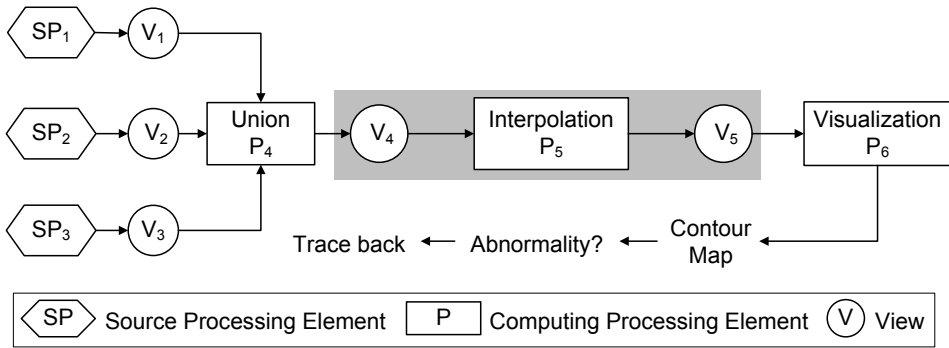 SP₁
V₁
SP₂
V₂
Union
P₄
V₄
Interpolation
P₅
V₅
Visualization
P₆
SP₃
V₃
Trace back
Abnormality?
Contour
Map
SP Source Processing Element
P Computing Processing Element
V View